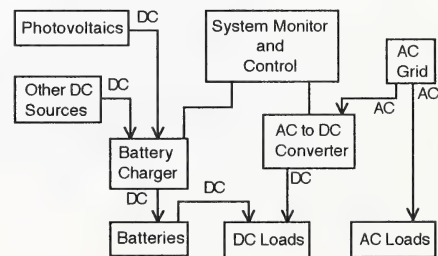 Photovoltaics
DC
System Monitor
and
Control
AC
Grid
Other DC
Sources
DC
AC
AC
Battery
Charger
AC to DC
Converter
DC
DC
DC
Batteries
DC Loads
AC Loads